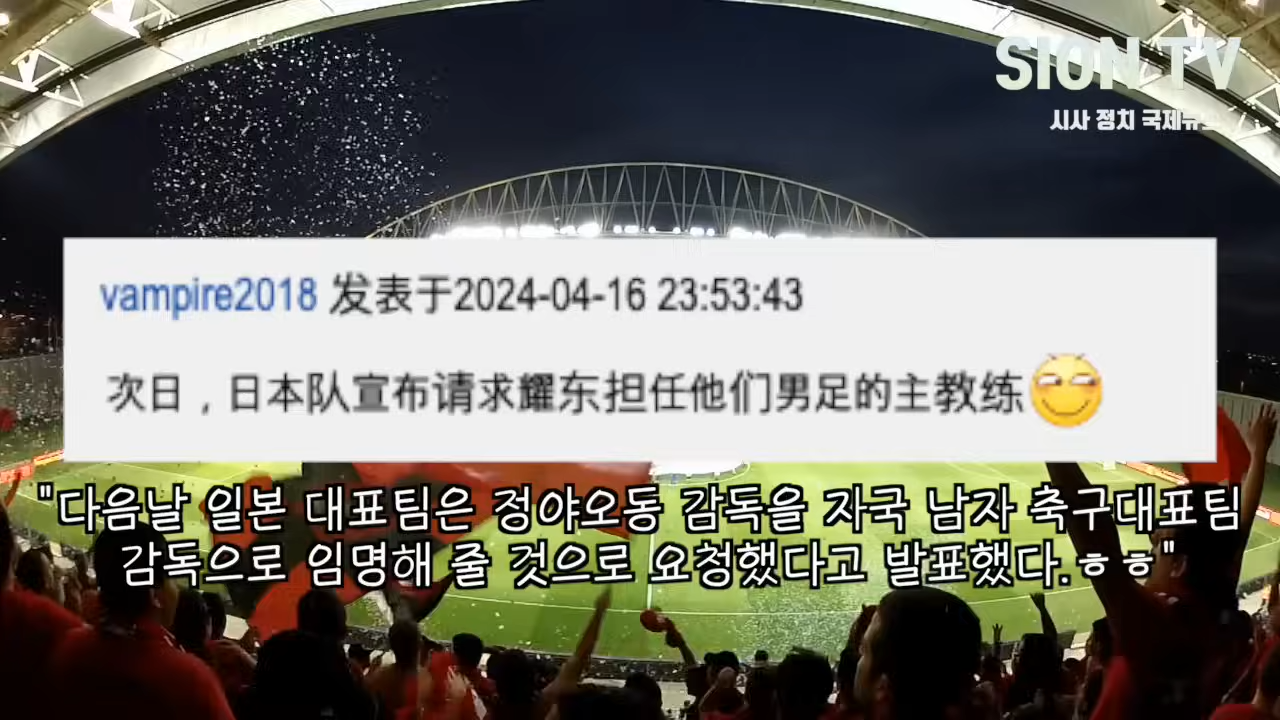 SION TV
시사 정치 국제뉴스
vampire2018 发表于2024-04-16 23:53:43
次日，日本队宣布请求耀东担任他们男足的主教练
"다음날 일본 대표팀은 정야오동 감독을 자국 남자 축구대표팀
감독으로 임명해 줄 것으로 요청했다고 발표했다.ㅎㅎ"